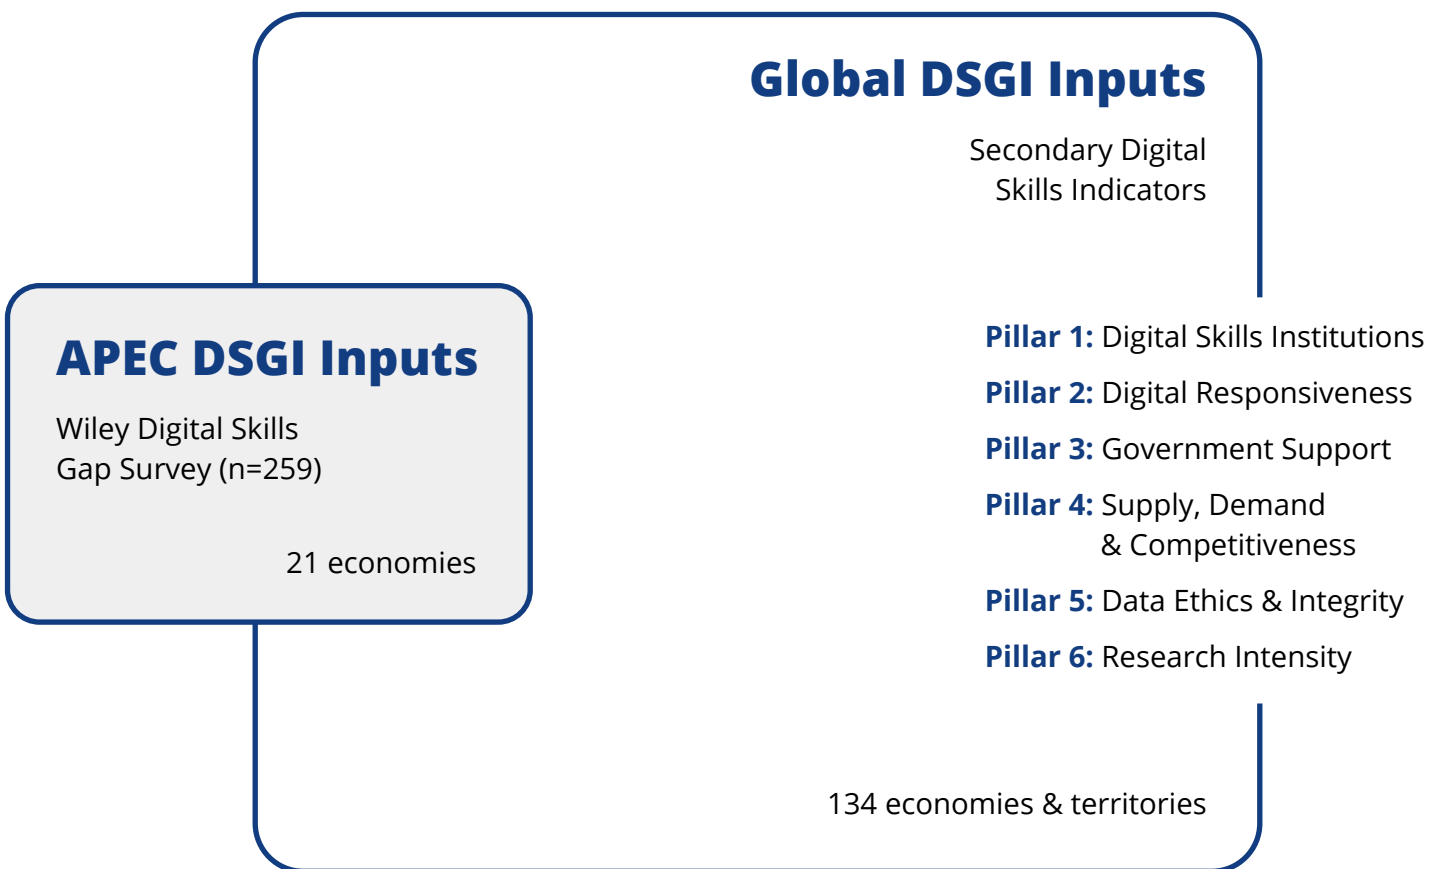 Global DSGI Inputs
Secondary Digital
Skills Indicators
APEC DSGI Inputs
Wiley Digital Skills
Gap Survey (n=259)
21 economies
Pillar 1: Digital Skills Institutions
Pillar 2: Digital Responsiveness
Pillar 3: Government Support
Pillar 4: Supply, Demand
& Competitiveness
Pillar 5: Data Ethics & Integrity
Pillar 6: Research Intensity
134 economies & territories